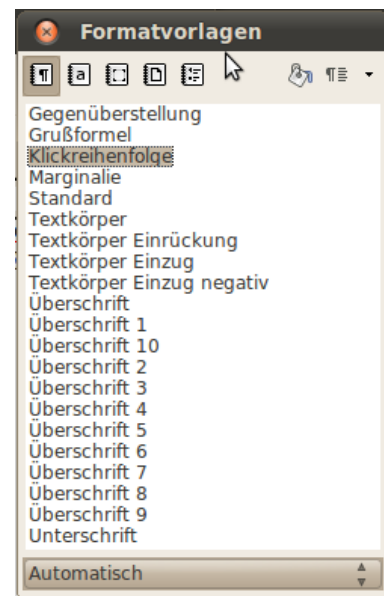 Formatvorlagen
Gegenüberstellung
Grußformel
Klickreihenfolge
Marginalie
Standard
Textkörper
Textkörper Einrückung
Textkörper Einzug
Textkörper Einzug negativ
Überschrift
Überschrift 1
Überschrift 10
Überschrift 2
Überschrift 3
Überschrift 4
Überschrift 5
Überschrift 6
Überschrift 7
Überschrift 8
Überschrift 9
Unterschrift
Automatisch